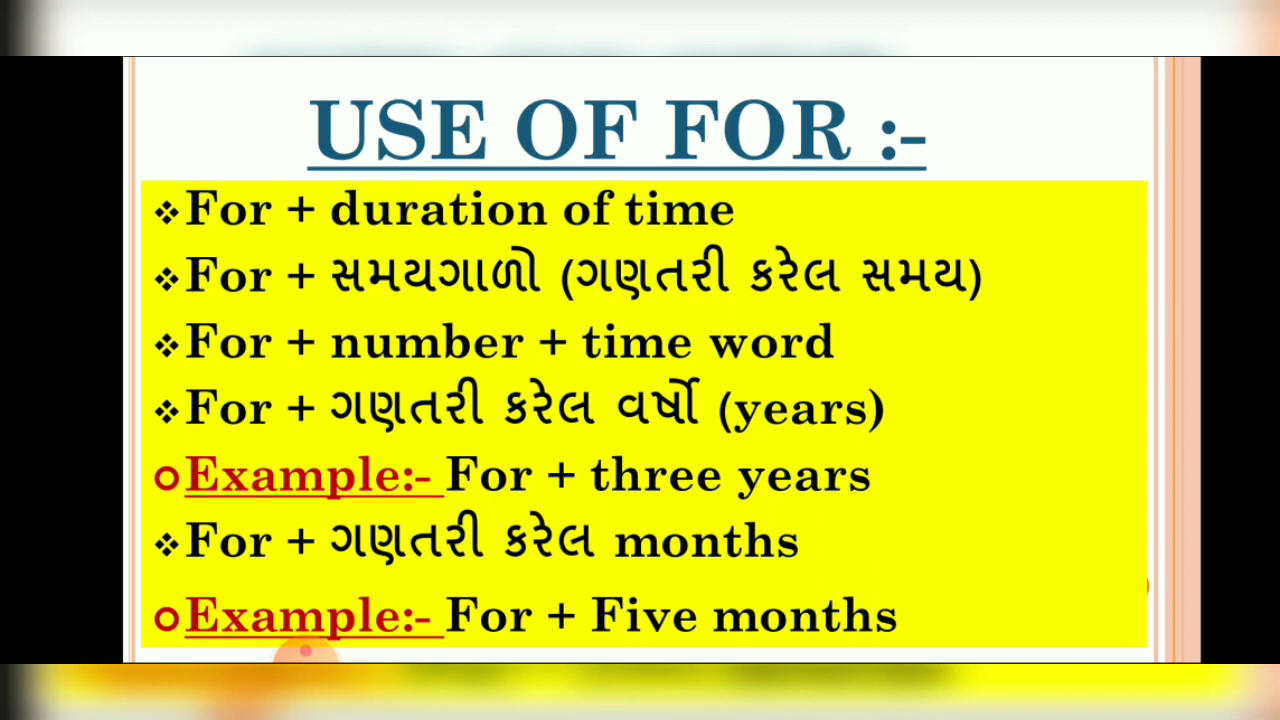 USE OF FOR :-
❖For + duration of time
❖For + સમયગાળો (ગણતરી કરેલ સમય)
❖For + number + time word
❖For + ગણતરી કરેલ વર્ષો (years)
Example:- For + three years
❖For + ગણતરી કરેલ months
Example:- For + Five months